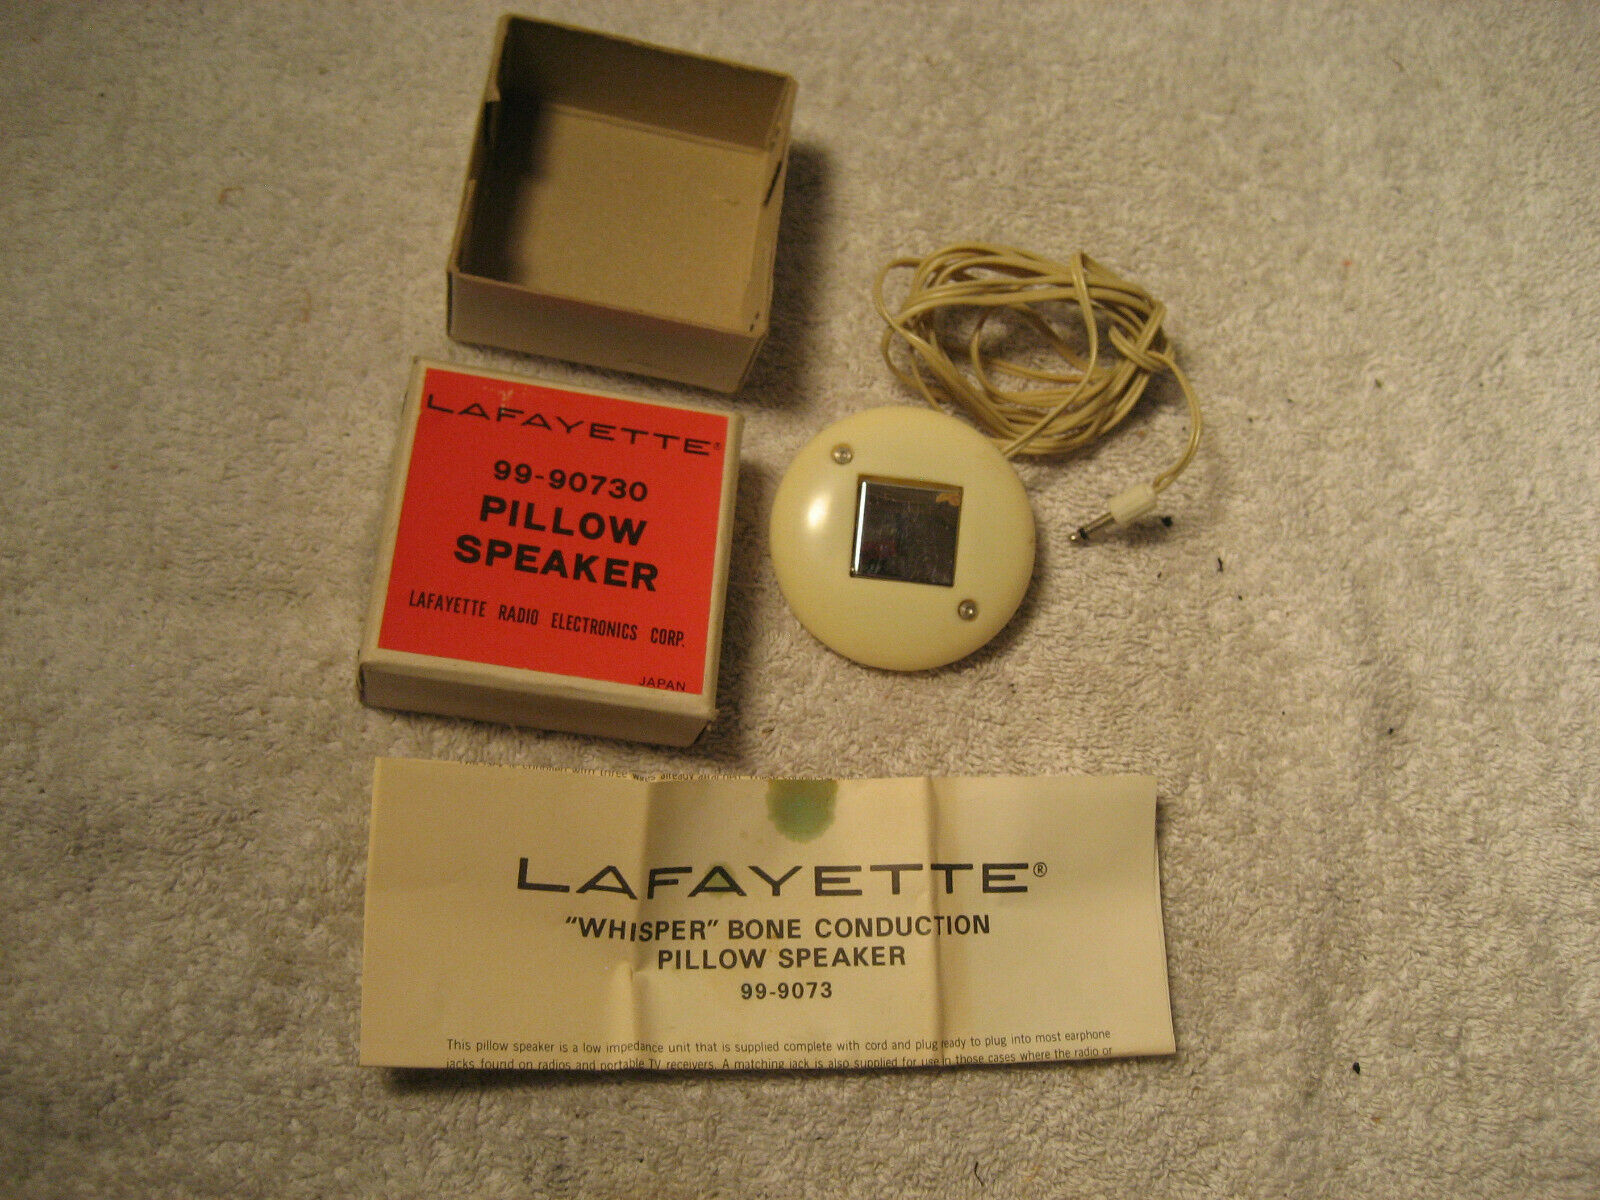 LAFAYETTE®
99-90730
PILLOW
SPEAKER
LAFAYETTE RADIO ELECTRONICS CORP.
JAPAN
with three already
LAFAYETTE®
"WHISPER" BONE CONDUCTION
PILLOW SPEAKER
99-9073
This pillow speaker is a low impedance unit that is supplied complete with cord and plug ready to plug into most earphone
jacks found on radios and portable TV receivers. A matching jack is also supplied for use in those cases where the radio or